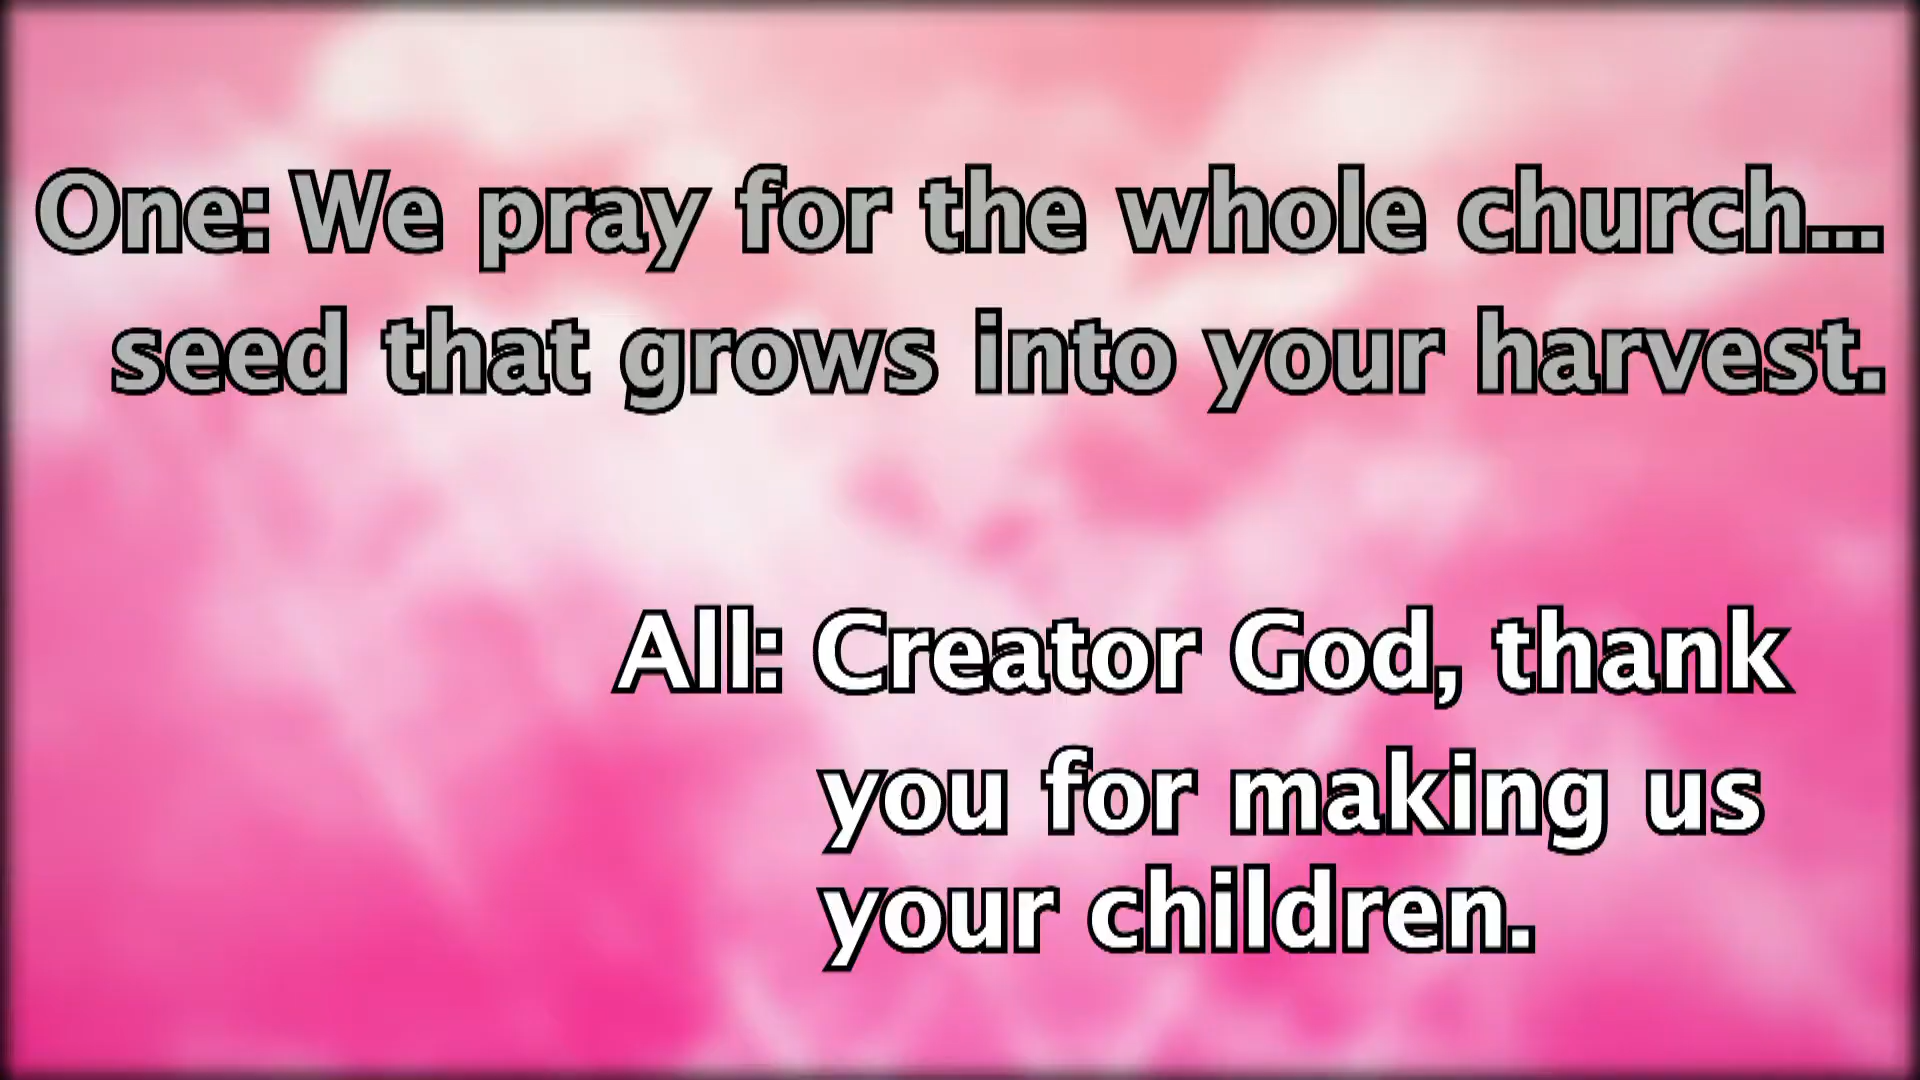 One: We pray for the whole church...
seed that grows into your harvest.
All: Creator God, thank
you for making us
your children.